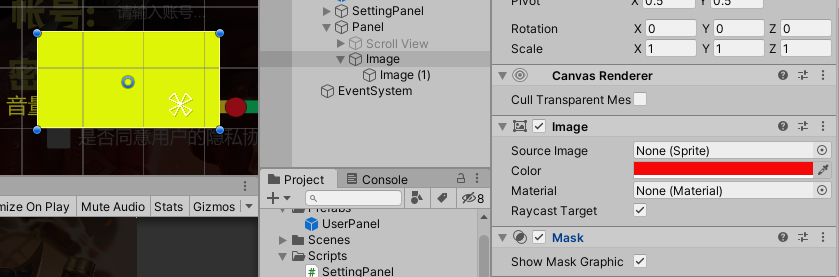 帐号:
请输入账号...
密
音量
是否同意用户的隐私协
mize On Play
Mute Audio
Stats
Gizmos
SettingPanel
Panel
Scroll View
Image
Image (1)
EventSystem
Project
Console
8
Prefabs
UserPanel
Scenes
Scripts
SettingPanel
Pivot
X 0.5 Y 0.5
Rotation X 0 Y 0 Z 0
Scale X 1 Y 1 Z 1
Canvas Renderer
Cull Transparent Mes
Image
Source Image None (Sprite)
Color
Material None (Material)
Raycast Target
Mask
Show Mask Graphic